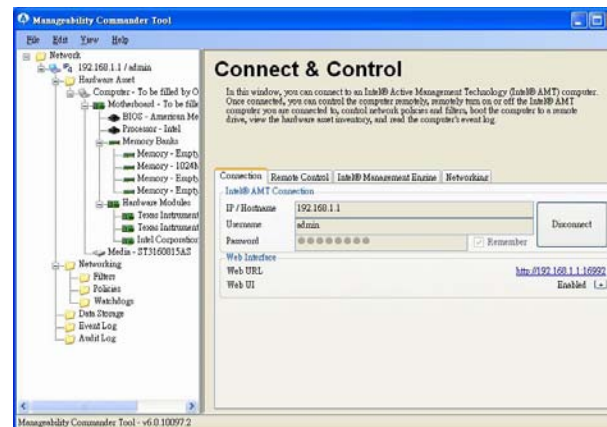 Manageability Commander Tool
File Edit View Help
Network
192.168.1.1 / admin
Hardware Asset
Computer - To be filled by O
Motherboard - To be fille
BIOS - American Me
Processor - Intel
Memory Banks
Memory - Empty
Memory - 1024M
Memory - Empty
Memory - Empty
Hardware Modules
Texas Instrument
Texas Instrument
Intel Corporation
Media - ST3160815AS
Networking
Filters
Policies
Watchdogs
Data Storage
Event Log
Audit Log
Connect & Control
In this window, you can connect to an Intel® Active Management Technology (Intel® AMT) computer.
Once connected, you can control the computer remotely, remotely turn on or off the Intel® AMT
computer you are connected to, control network policies and filters, boot the computer to a remote
drive, view the hardware asset inventory, and read the computer's event log.
Connection Remote Control Intel® Management Engine Networking
Intel® AMT Connection
IP / Hostname 192.168.1.1
Username admin
Disconnect
Password Remember
Web Interface
Web URL http://192.168.1.1:16992
Web UI Enabled
Manageability Commander Tool - v6.0.10097.2